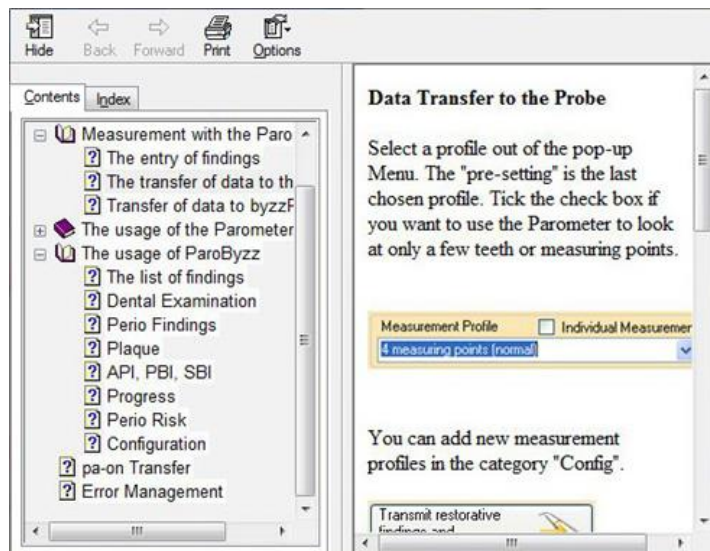 Hide Back Forward Print Options
Contents Index
Measurement with the Paro
The entry of findings
The transfer of data to th
Transfer of data to byzzP
The usage of the Parometer
The usage of ParoByzz
The list of findings
Dental Examination
Perio Findings
Plaque
API, PBI, SBI
Progress
Perio Risk
Configuration
pa-on Transfer
Error Management
Data Transfer to the Probe
Select a profile out of the pop-up
Menu. The "pre-setting" is the last
chosen profile. Tick the check box if
you want to use the Parometer to look
at only a few teeth or measuring points.
Measurement Profile Individual Measuremer
4 measuring points (normal)
You can add new measurement
profiles in the category "Config".
Transmit restorative
findings and